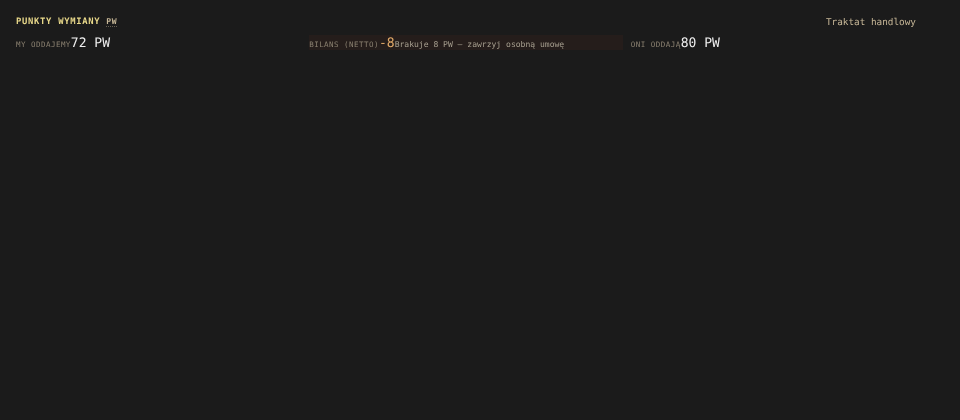 PUNKTY WYMIANY PW
Traktat handlowy
MY ODDAJEMY72 PW
BILANS (NETTO)-8Brakuje 8 PW — zawrzyj osobną umowę
ONI ODDAJĄ80 PW